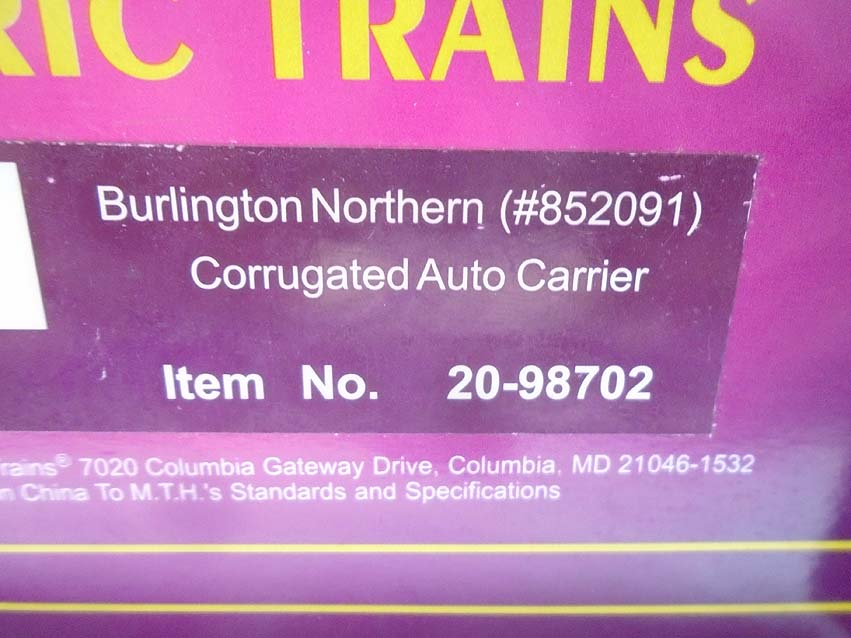 RIC TRAINS
Burlington Northern (#852091)
Corrugated Auto Carrier
Item No. 20-98702
rains® 7020 Columbia Gateway Drive, Columbia, MD 21046-1532
n China To M.T.H.'s Standards and Specifications